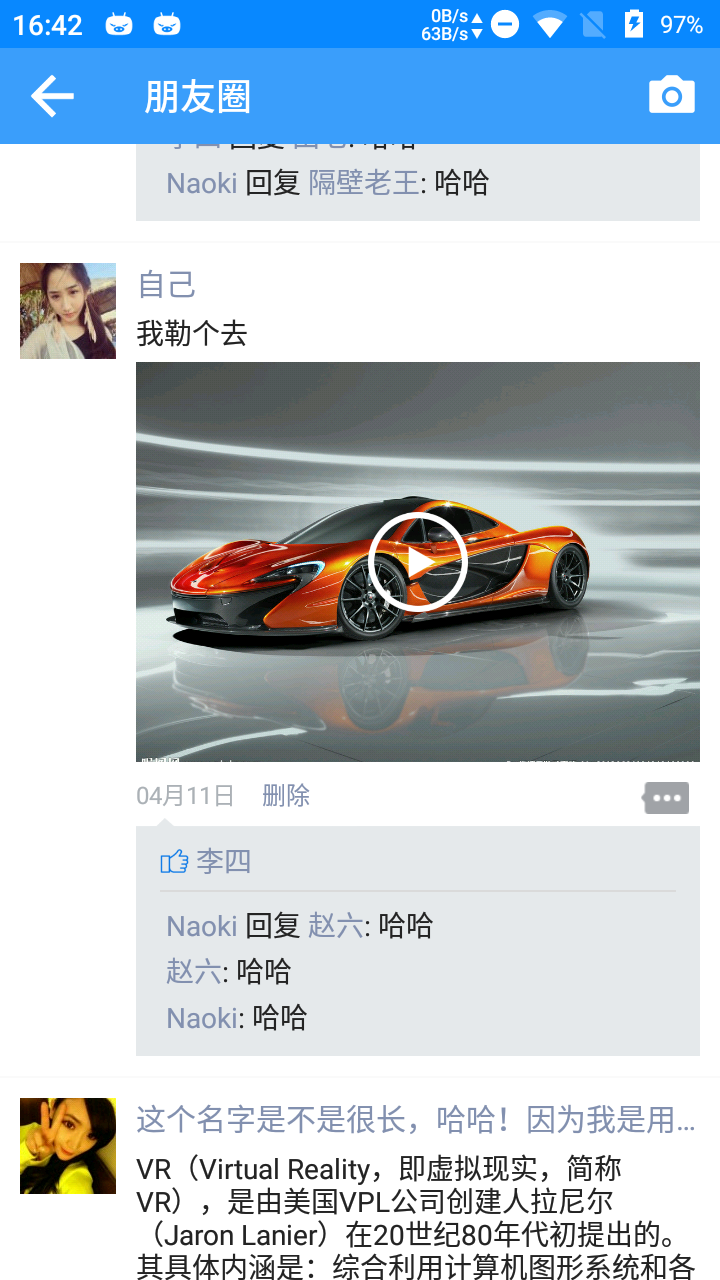 16:42
0B/s
63B/s
97%
朋友圈
回复
Naoki 回复 隔壁老王: 哈哈
自己
我勒个去
04月11日 删除
李四
Naoki 回复 赵六: 哈哈
赵六: 哈哈
Naoki: 哈哈
这个名字是不是很长，哈哈！因为我是用...
VR（Virtual Reality，即虚拟现实，简称
VR），是由美国VPL公司创建人拉尼尔
（Jaron Lanier）在20世纪80年代初提出的。
其具体内涵是：综合利用计算机图形系统和各